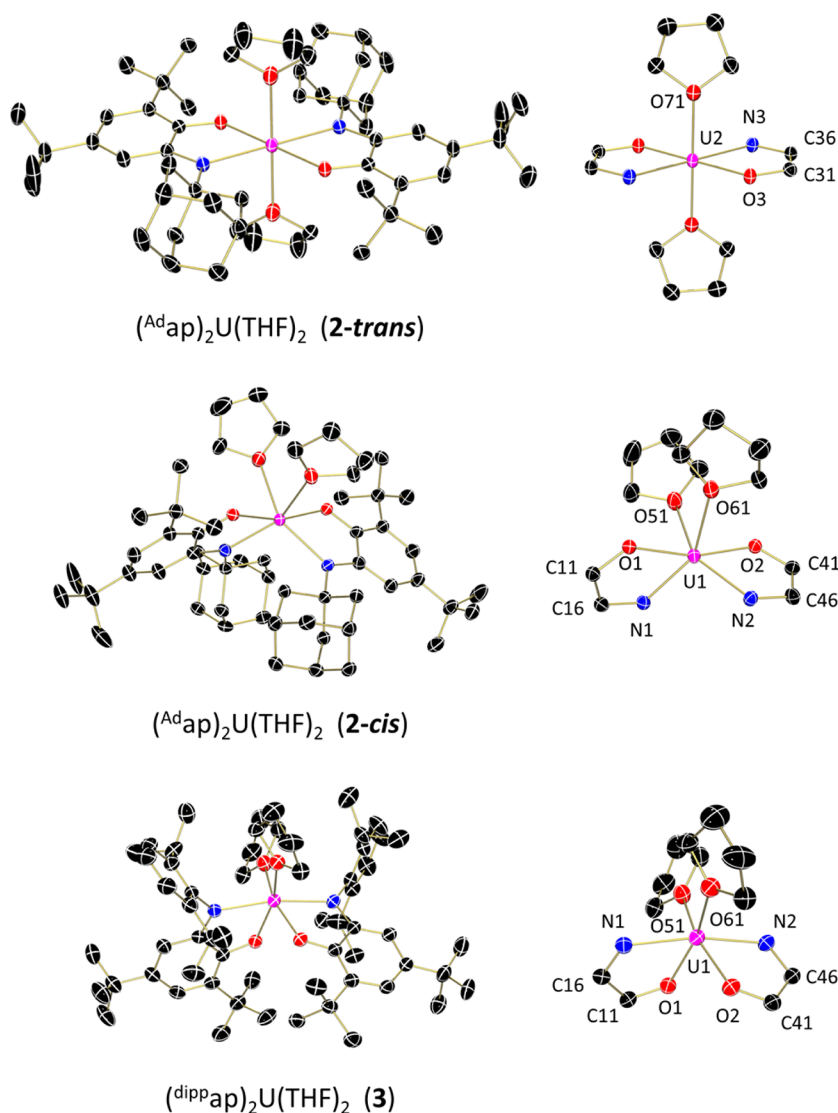 O71
N3
U2
C36
C31
O3
(ᴬᵈap)₂U(THF)₂ (2-trans)
O51
O61
C11
O1
O2
C41
U1
C16
C46
N1
N2
(ᴬᵈap)₂U(THF)₂ (2-cis)
O51
O61
N1
N2
U1
C16
C46
O1
O2
C11
C41
(ᵈⁱᵖᵖap)₂U(THF)₂ (3)